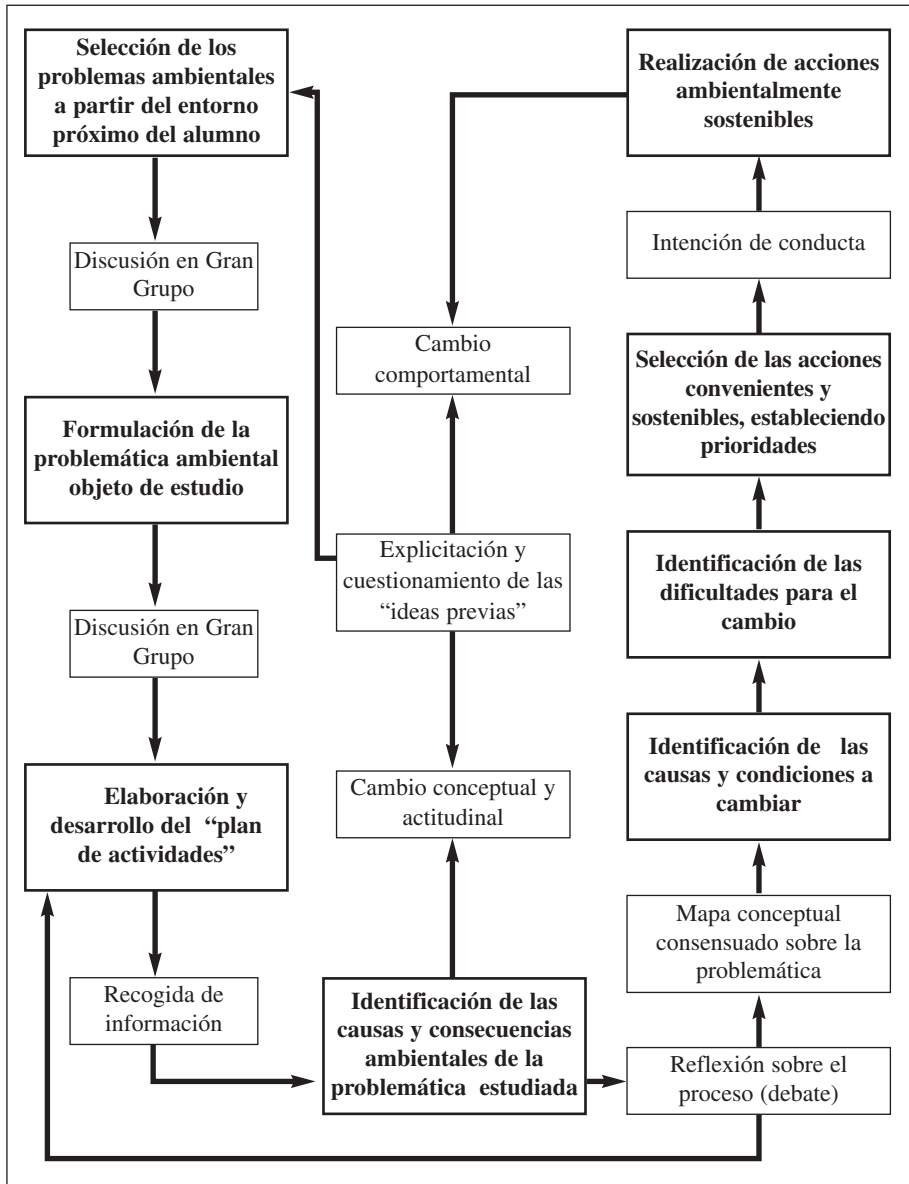 Selección de los
problemas ambientales
a partir del entorno
próximo del alumno
Discusión en Gran
Grupo
Formulación de la
problemática ambiental
objeto de estudio
Discusión en Gran
Grupo
Elaboración y
desarrollo del “plan
de actividades”
Recogida de
información
Cambio
comportamental
Explicitación y
cuestionamiento de las
“ideas previas”
Cambio conceptual y
actitudinal
Identificación de las
causas y consecuencias
ambientales de la
problemática estudiada
Realización de acciones
ambientalmente
sostenibles
Intención de conducta
Selección de las acciones
convenientes y
sostenibles, estableciendo
prioridades
Identificación de las
dificultades para el
cambio
Identificación de las
causas y condiciones a
cambiar
Mapa conceptual
consensuado sobre la
problemática
Reflexión sobre el
proceso (debate)